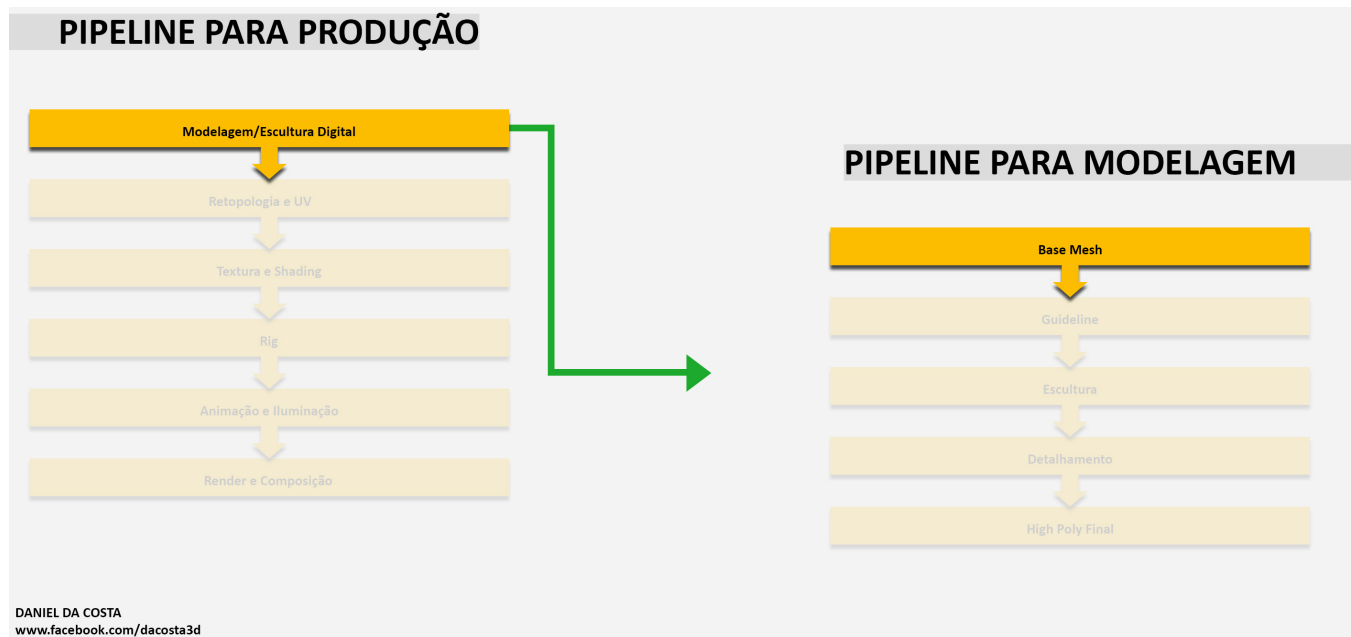 PIPELINE PARA PRODUÇÃO
Modelagem/Escultura Digital
Retopologia e UV
Textura e Shading
Rig
Animação e Iluminação
Render e Composição
PIPELINE PARA MODELAGEM
Base Mesh
Guideline
Escultura
Detalhamento
High Poly Final
DANIEL DA COSTA
www.facebook.com/dacosta3d